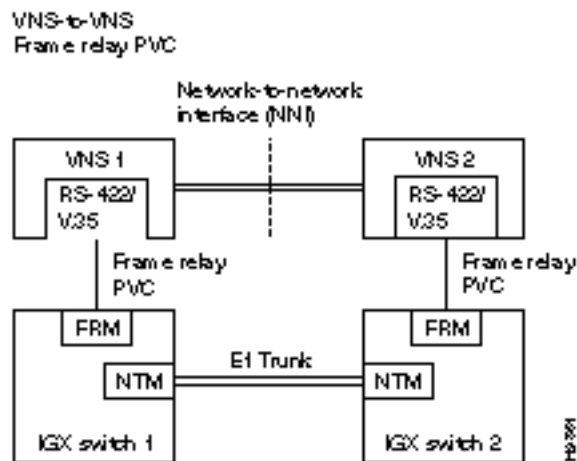 VNS-to-VNS
Frame relay PVC
Network-to-network
interface (NNI)
VNS 1
VNS 2
RS-422/
V.35
RS-422/
V.35
Frame relay
PVC
Frame relay
PVC
FRM
FRM
E1 Trunk
NTM
NTM
IGX switch 1
IGX switch 2